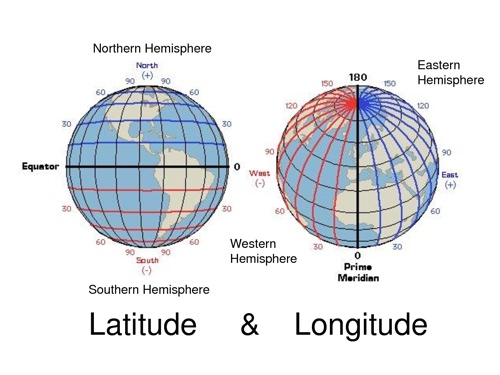 Northern Hemisphere
North
(+)
90 90
60 60
30 30
Equator 0
30 30
60 60
90 90
South
(-)
Southern Hemisphere
Eastern
Hemisphere
180
150 150
120 120
90 90
West
(-)
East
(+)
60 60
30 30
0
Prime
Meridian
Western
Hemisphere
Latitude & Longitude